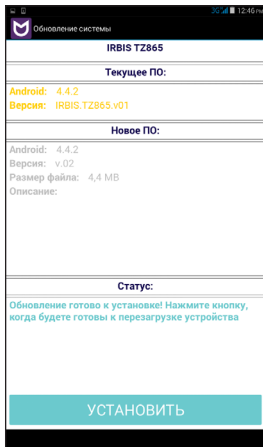 3G 12:46 PM
Обновление системы
IRBIS TZ865
Текущее ПО:
Android: 4.4.2
Версия: IRBIS,TZ865.v01
Новое ПО:
Android: 4.4.2
Версия: v.02
Размер файла: 4,4 MB
Описание:
Статус:
Обновление готово к установке! Нажмите кнопку,
когда будете готовы к перезагрузке устройства
УСТАНОВИТЬ